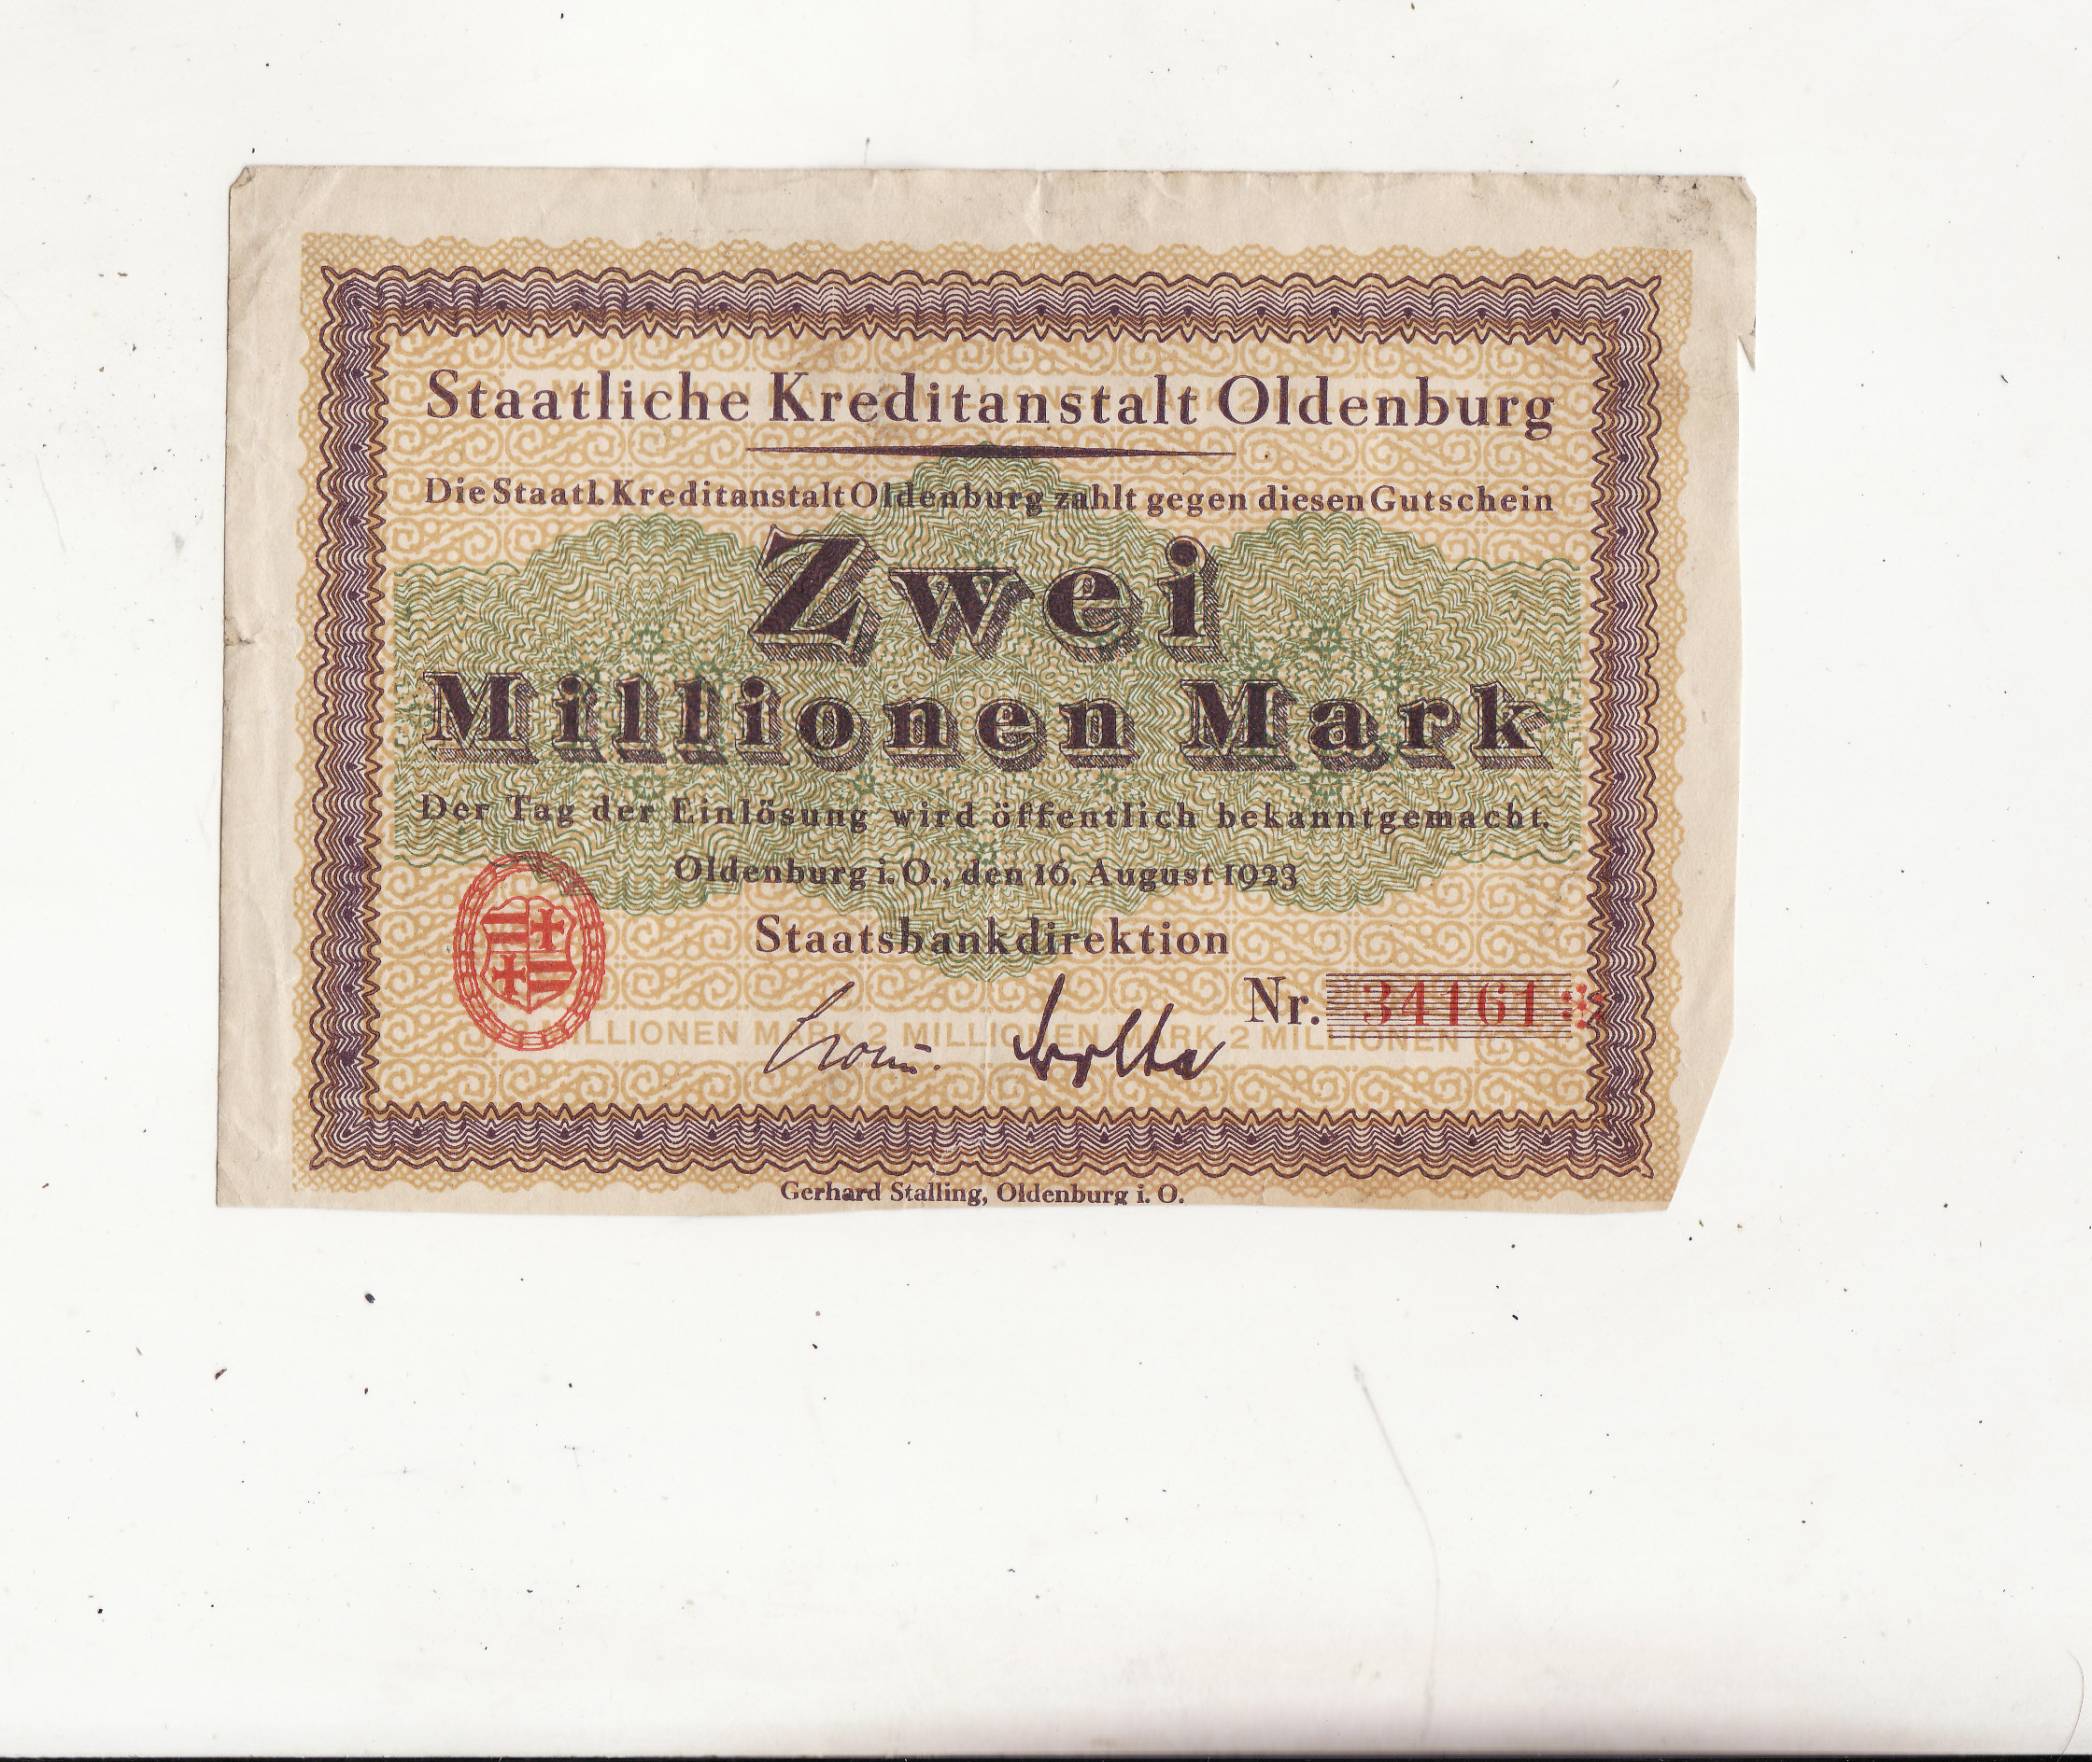 Staatliche Kreditanstalt Oldenburg
Die Staatl. Kreditanstalt Oldenburg zahlt gegen diesen Gutschein
Zwei
Millionen Mark
Der Tag der Einlösung wird öffentlich bekanntgemacht.
Oldenburg i. O., den 16. August 1923
Staatsbankdirektion
Nr. 34161 *
MILLIONEN MARK 2 MILLIONEN MARK 2 MILLIONEN
Gerhard Stalling, Oldenburg i. O.